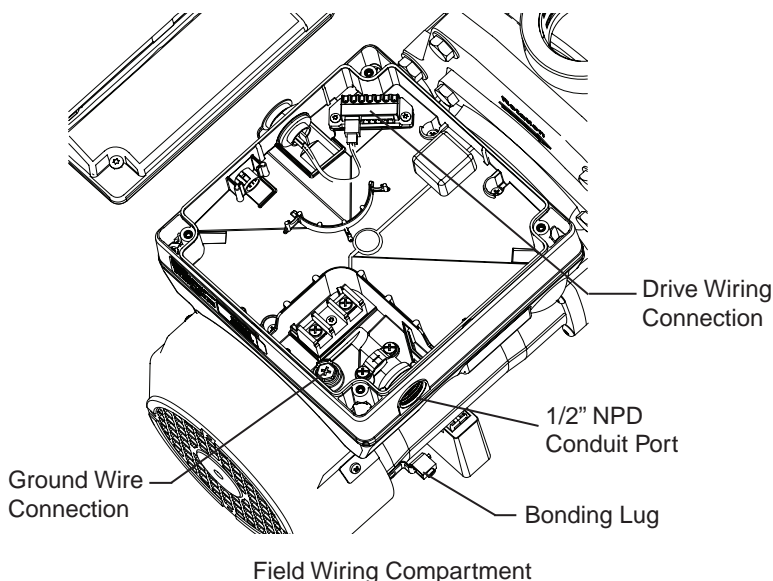 Drive Wiring
Connection
1/2” NPD
Conduit Port
Ground Wire
Connection
Bonding Lug
Field Wiring Compartment